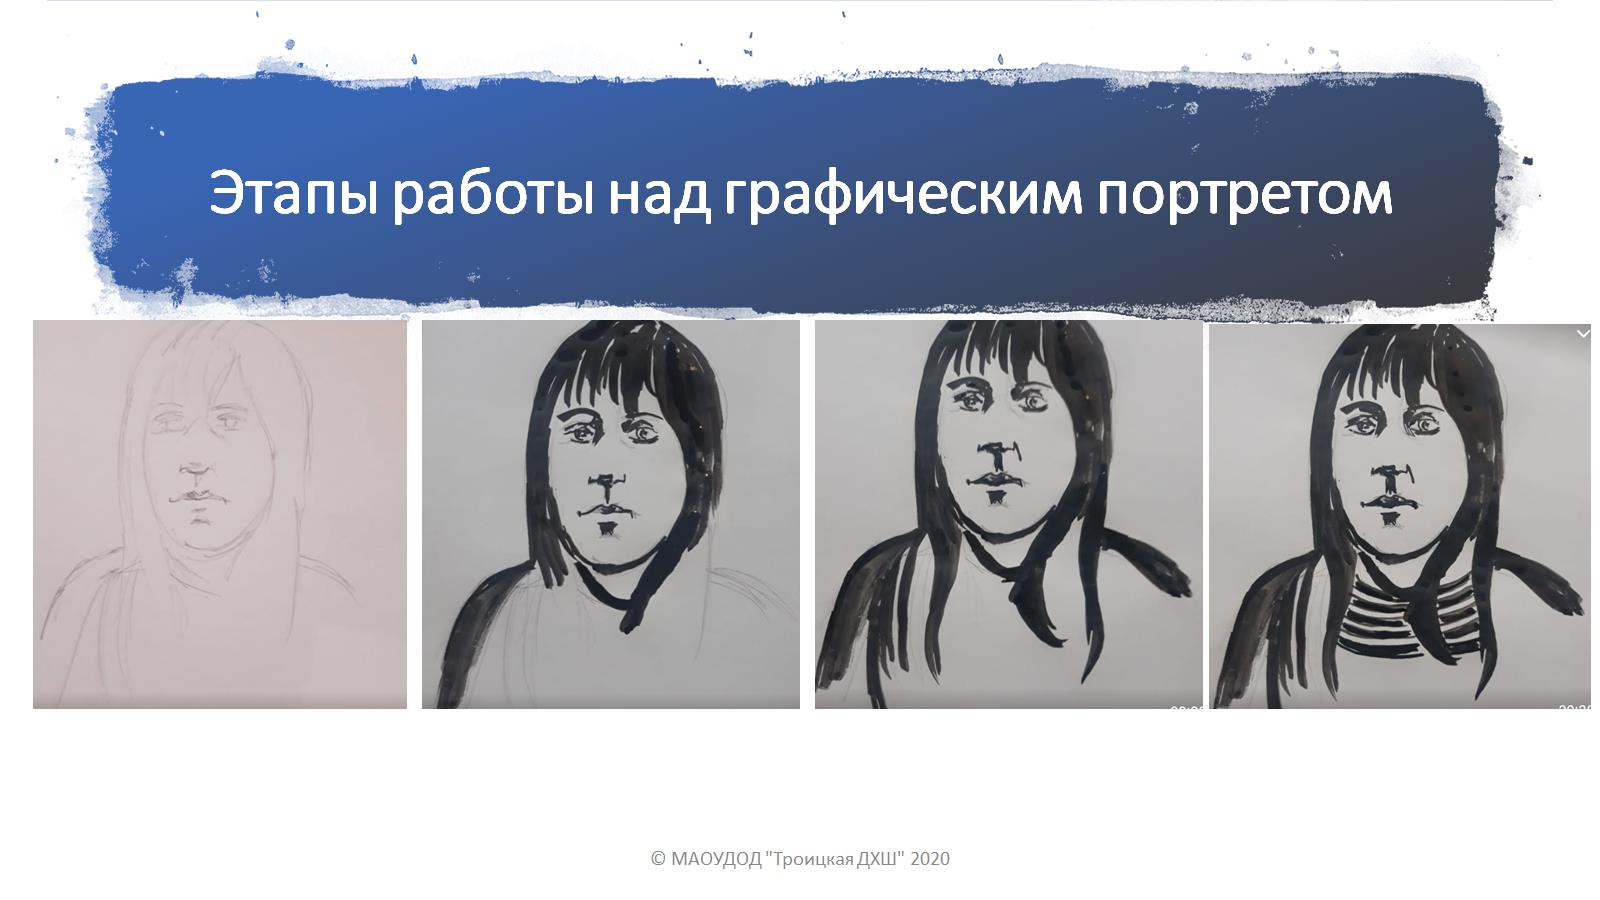 Этапы работы над графическим портретом
© МАОУДОД "Троицкая ДХШ" 2020